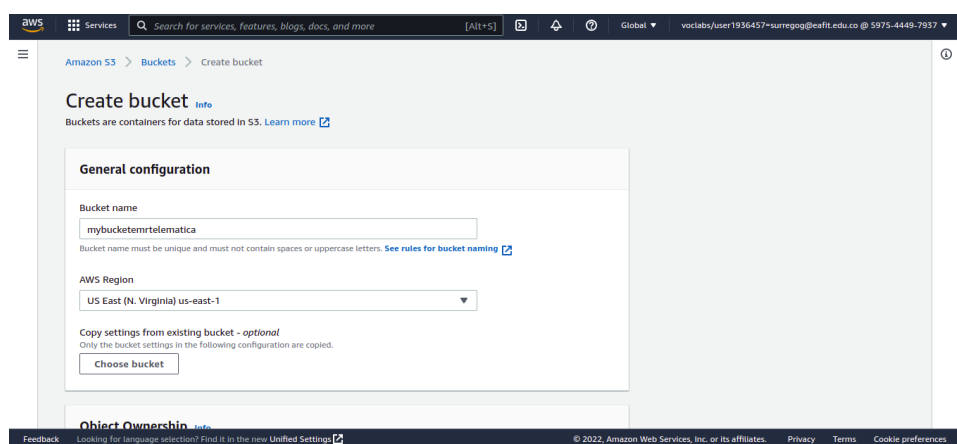 aws Services Search for services, features, blogs, docs, and more [Alt+S] Global ▼ voclabs/user1936457=surregog@eafit.edu.co @ 5975-4449-7937 ▼
Amazon S3 > Buckets > Create bucket
Create bucket Info
Buckets are containers for data stored in S3. Learn more
General configuration
Bucket name
mybucketemrtelematica
Bucket name must be unique and must not contain spaces or uppercase letters. See rules for bucket naming
AWS Region
US East (N. Virginia) us-east-1
Copy settings from existing bucket - optional
Only the bucket settings in the following configuration are copied.
Choose bucket
Object Ownership Info
Feedback Looking for language selection? Find it in the new Unified Settings © 2022, Amazon Web Services, Inc. or its affiliates. Privacy Terms Cookie preferences